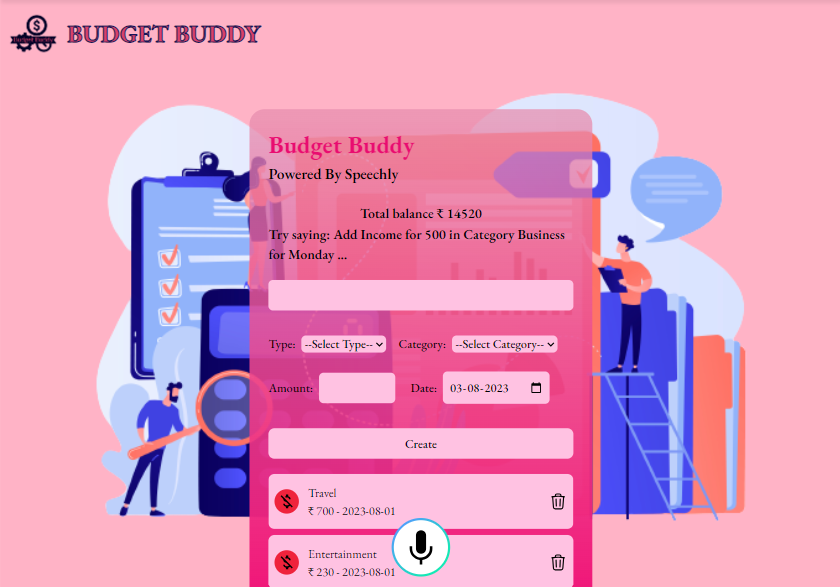 BUDGET BUDDY
Budget Buddy
Powered By Speechly
Total balance ₹ 14520
Try saying: Add Income for 500 in Category Business
for Monday ...
Type: --Select Type-- Category: --Select Category--
Amount: Date: 03-08-2023
Create
Travel
₹ 700 - 2023-08-01
Entertainment
₹ 230 - 2023-08-01